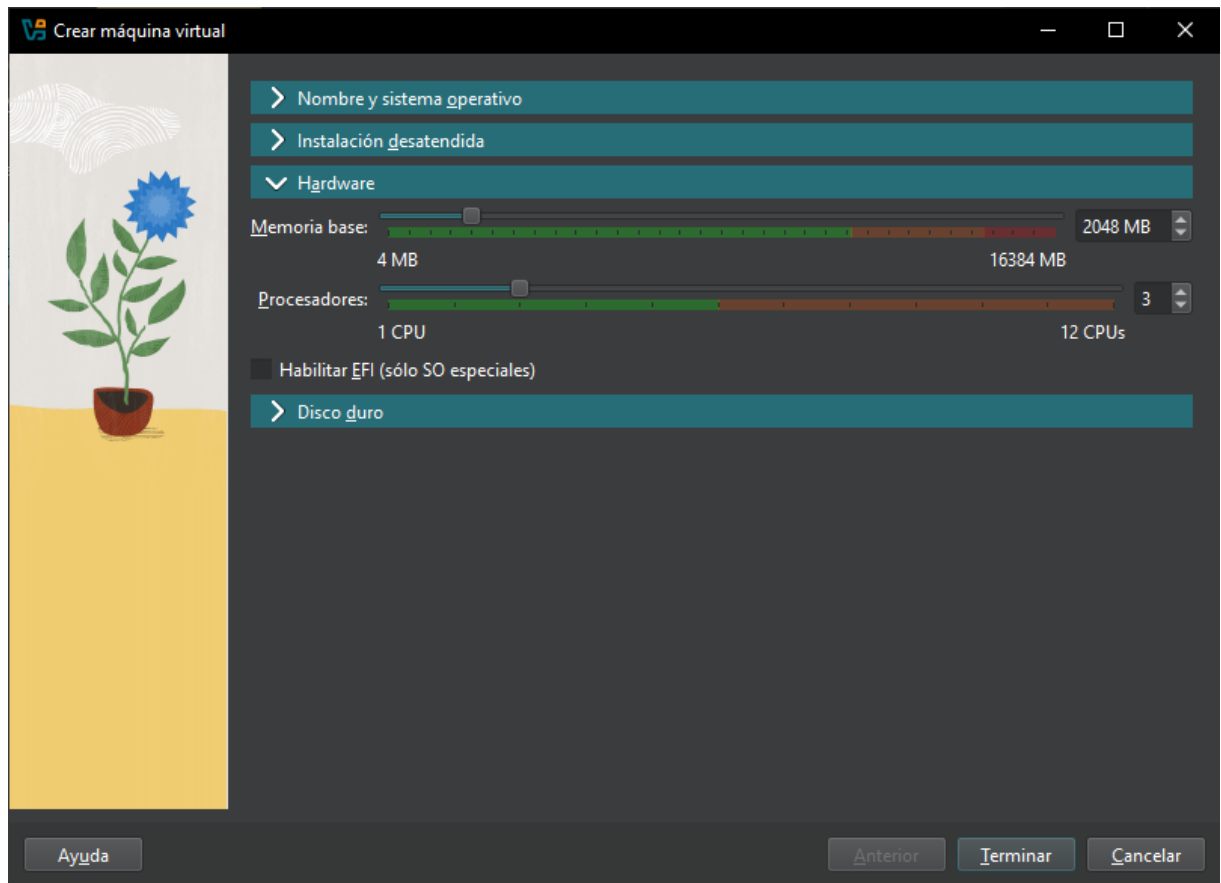 Crear máquina virtual
Nombre y sistema operativo
Instalación desatendida
Hardware
Memoria base: 2048 MB
4 MB 16384 MB
Procesadores: 3
1 CPU 12 CPUs
Habilitar EFI (sólo SO especiales)
Disco duro
Ayuda Anterior Terminar Cancelar